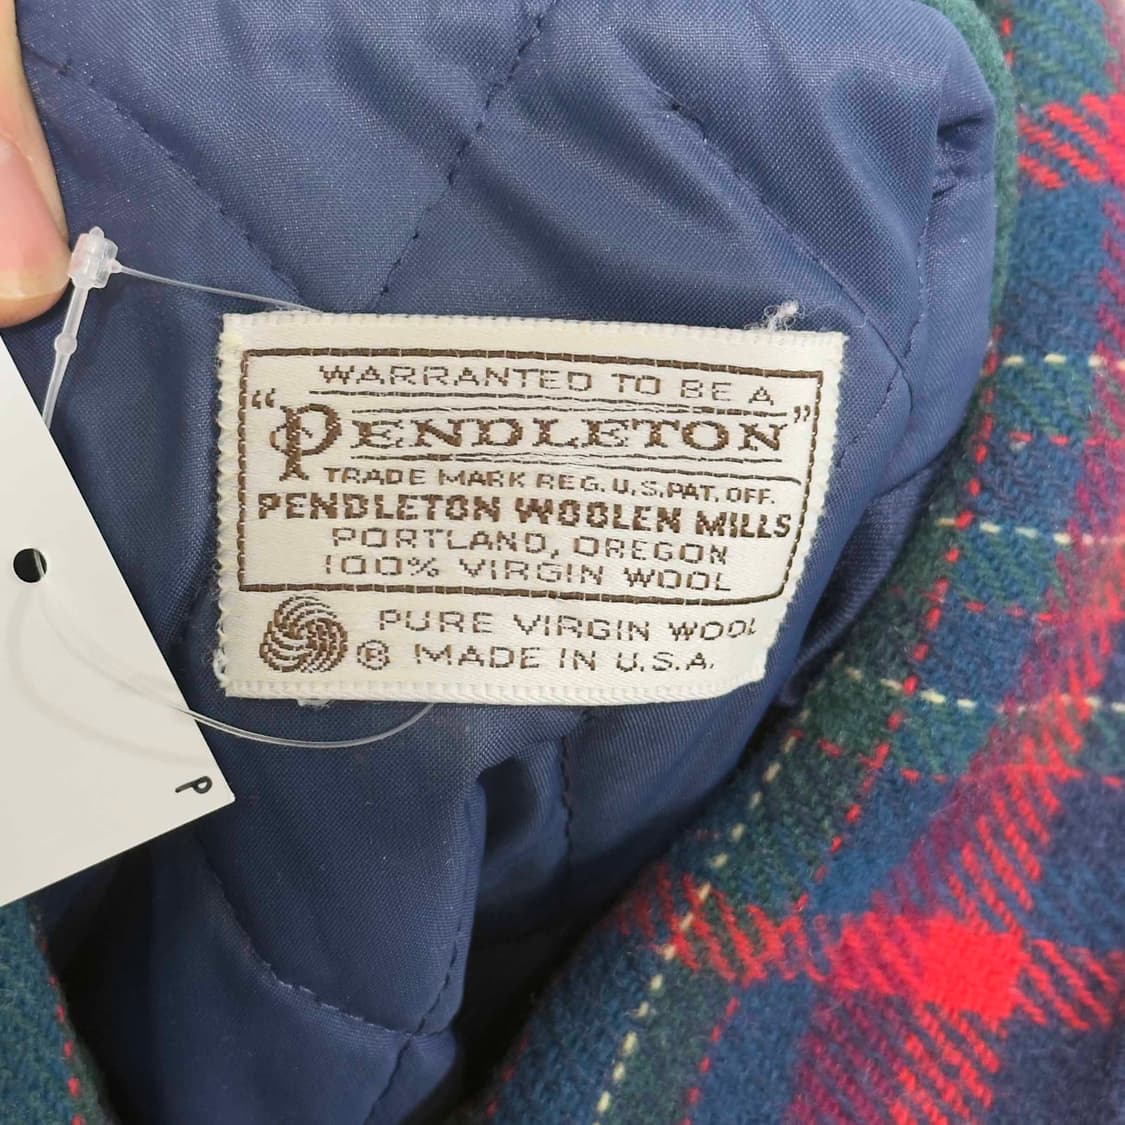 WARRANTED TO BE A
"PENDLETON"
TRADE MARK REG. U.S. PAT. OFF.
PENDLETON WOOLEN MILLS
PORTLAND, OREGON
100% VIRGIN WOOL
PURE VIRGIN WOOL
® MADE IN U.S.A.
P